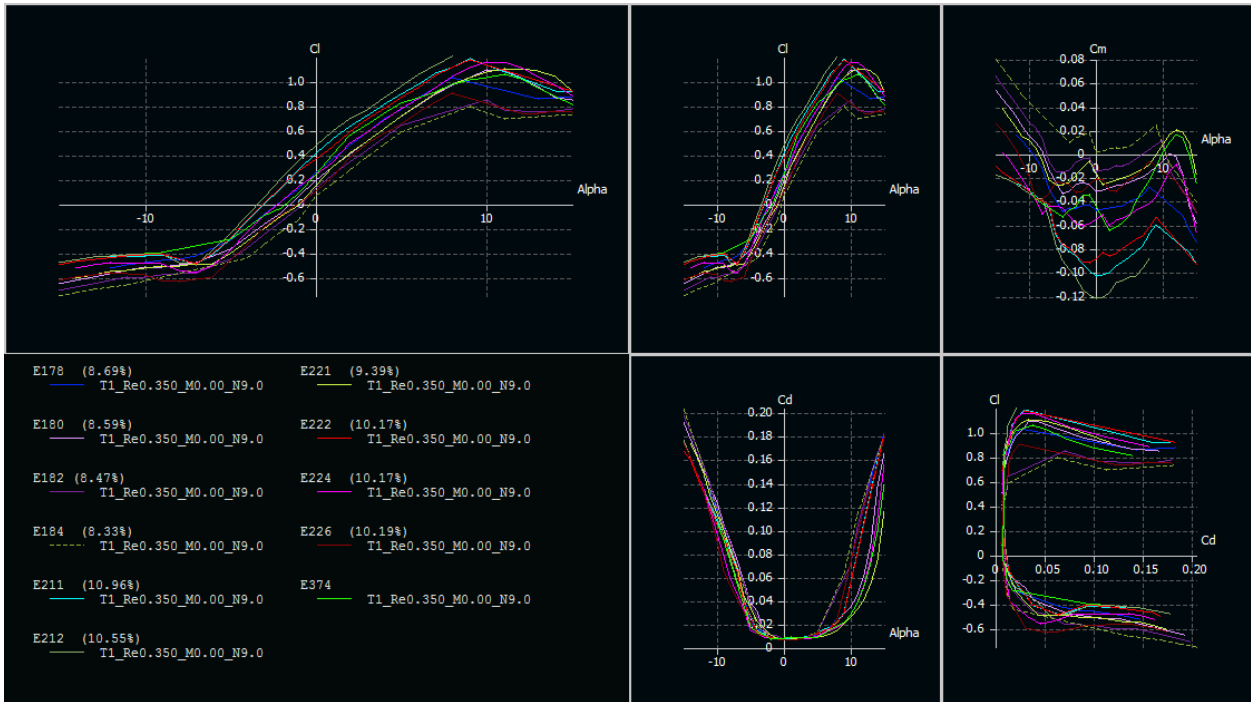 Cl
1.0
0.8
0.6
0.4
0.2
0
-0.4
-0.6
-10
0
10
Alpha
Cl
1.0
0.8
0.6
0.4
0.2
0
-0.4
-0.6
-10
0
10
Alpha
Cm
0.08
0.06
0.04
0.02
0
-0.02
-0.04
-0.06
-0.08
-0.10
-0.12
-10
0
10
Alpha
E178 (8.69%)
T1_Re0.350_M0.00_N9.0
E180 (8.59%)
T1_Re0.350_M0.00_N9.0
E182 (8.47%)
T1_Re0.350_M0.00_N9.0
E184 (8.33%)
T1_Re0.350_M0.00_N9.0
E211 (10.96%)
T1_Re0.350_M0.00_N9.0
E212 (10.55%)
T1_Re0.350_M0.00_N9.0
E221 (9.39%)
T1_Re0.350_M0.00_N9.0
E222 (10.17%)
T1_Re0.350_M0.00_N9.0
E224 (10.17%)
T1_Re0.350_M0.00_N9.0
E226 (10.19%)
T1_Re0.350_M0.00_N9.0
E374
T1_Re0.350_M0.00_N9.0
Cd
0.20
0.18
0.16
0.14
0.12
0.10
0.08
0.06
0.04
0.02
0
-10
0
10
Alpha
Cl
1.0
0.8
0.6
0.4
0.2
0
-0.2
-0.4
-0.6
0
0.05
0.10
0.15
0.20
Cd